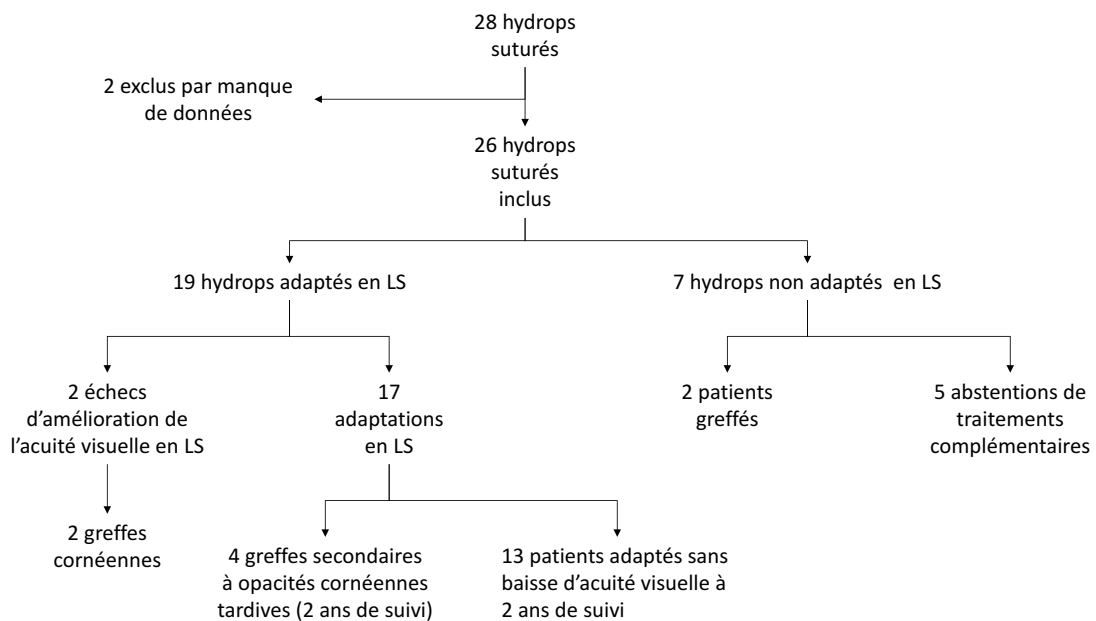 28 hydrops
suturés
2 exclus par manque
de données
26 hydrops
suturés
inclus
19 hydrops adaptés en LS
7 hydrops non adaptés en LS
2 échecs
d’amélioration de
l’acuité visuelle en LS
17
adaptations
en LS
2 patients
greffés
5 abstentions de
traitements
complémentaires
2 greffes
cornéennes
4 greffes secondaires
à opacités cornéennes
tardives (2 ans de suivi)
13 patients adaptés sans
baisse d’acuité visuelle à
2 ans de suivi